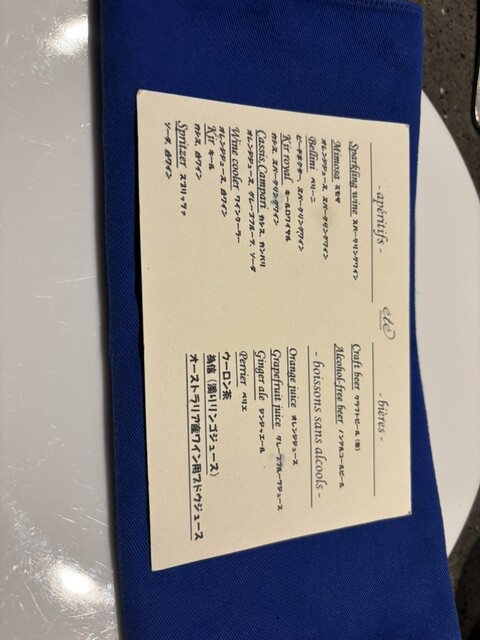 été
- apéritifs -
Sparkling wine スパークリングワイン
Mimosa ミモザ
オレンジジュース、スパークリングワイン
Bellini ベリーニ
ピーチネクター、スパークリングワイン
Kir royal キールロワイヤル
カシス、スパークリングワイン
Cassis,Campari カシス、カンパリ
オレンジジュース、グレープフルーツ、ソーダ
Wine cooler ワインクーラー
オレンジジュース、白ワイン
Kir キール
カシス、白ワイン
Spritzer スプリッツァ
ソーダ、白ワイン
- bières -
Craft beer クラフトビール（瓶）
Alcohol-free beer ノンアルコールビール
- boissons sans alcools -
Orange juice オレンジジュース
Grapefruit juice グレープフルーツジュース
Ginger ale ジンジャエール
Perrier ペリエ
ウーロン茶
為信（濁りリンゴジュース）
オーストラリア産ワイン用ブドウジュース